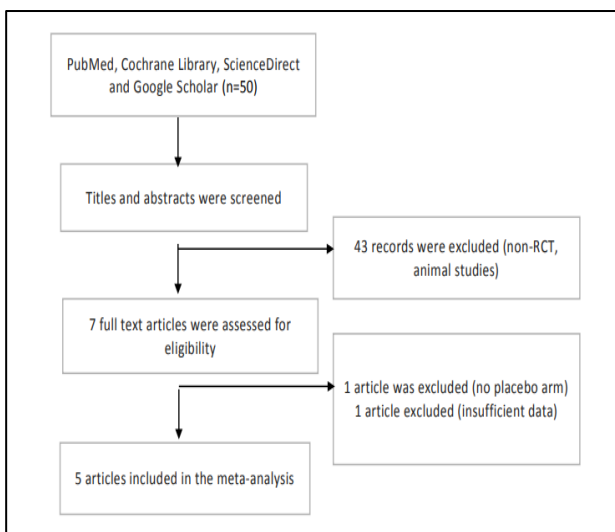 PubMed, Cochrane Library, ScienceDirect
and Google Scholar (n=50)
Titles and abstracts were screened
43 records were excluded (non-RCT,
animal studies)
7 full text articles were assessed for
eligibility
1 article was excluded (no placebo arm)
1 article excluded (insufficient data)
5 articles included in the meta-analysis